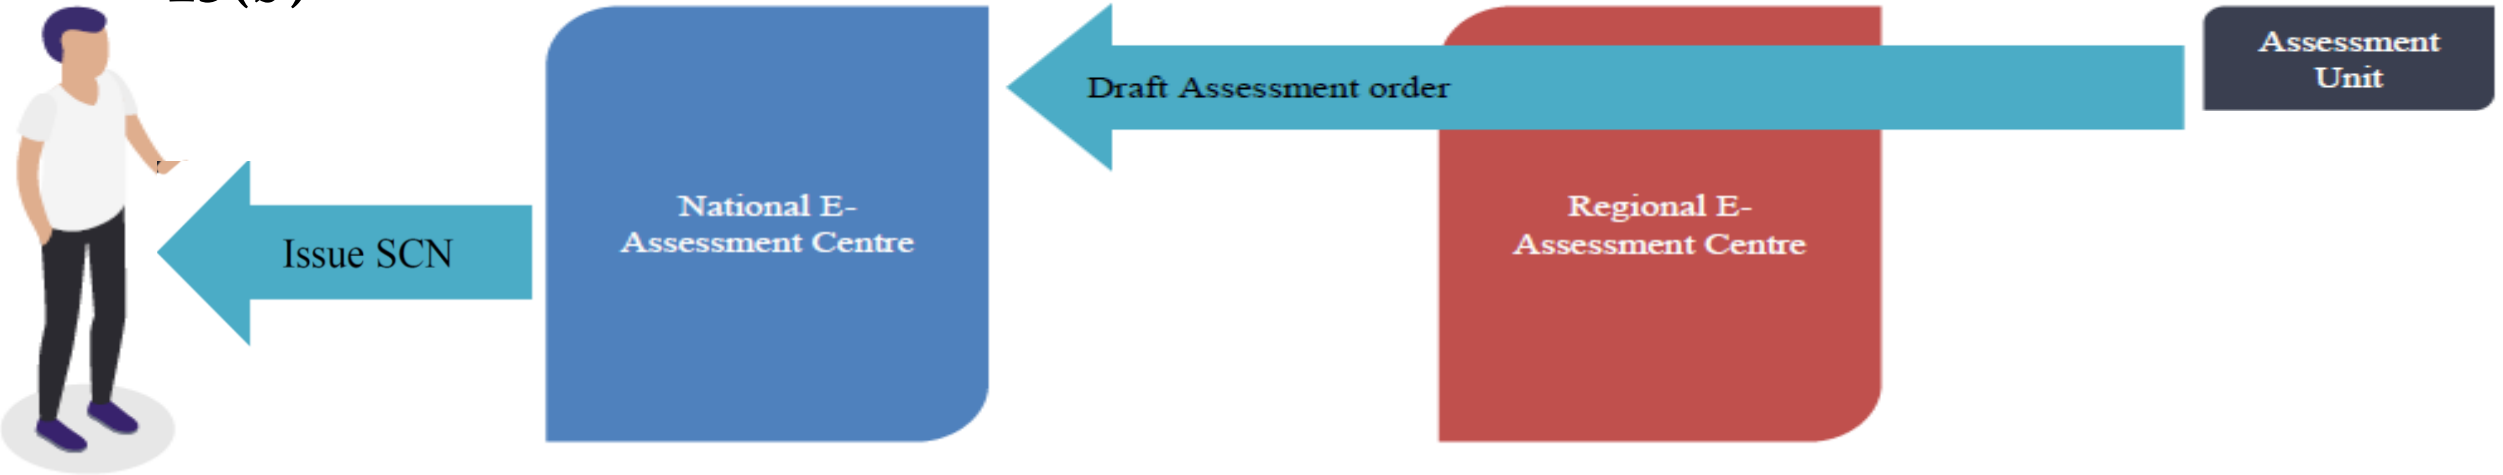 Assessment
Unit
Draft Assessment order
National E-
Assessment Centre
Regional E-
Assessment Centre
Issue SCN